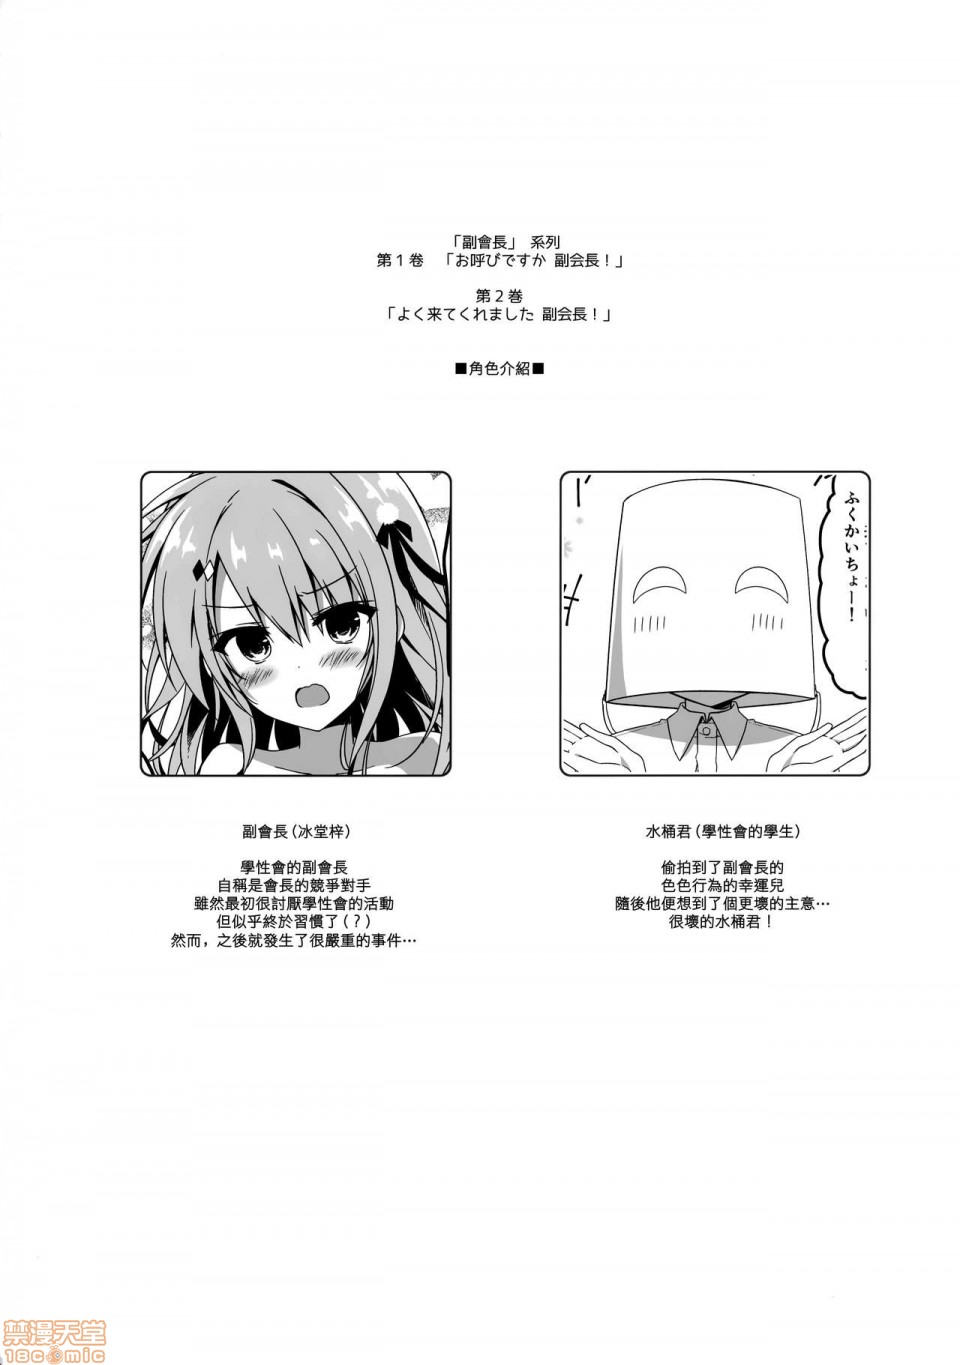 「副會長」 系列
第１卷 「お呼びですか 副会長！」
第２巻
「よく来てくれました 副会長！」
■角色介紹■
ふくかいちょー！
副會長(冰堂梓)
學性會的副會長
自稱是會長的競爭對手
雖然最初很討厭學性會的活動
但似乎終於習慣了(？)
然而，之後就發生了很嚴重的事件…
水桶君(學性會的學生)
偷拍到了副會長的
色色行為的幸運兒
隨後他便想到了個更壞的主意…
很壞的水桶君！
禁漫天堂
18comic